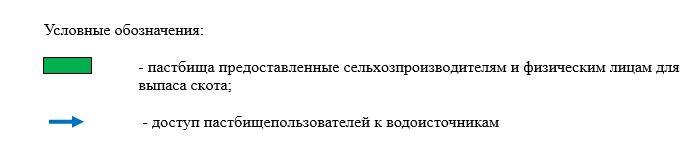 Условные обозначения:
- пастбища предоставленные сельхозпроизводителям и физическим лицам для
выпаса скота;
- доступ пастбищепользователей к водоисточникам